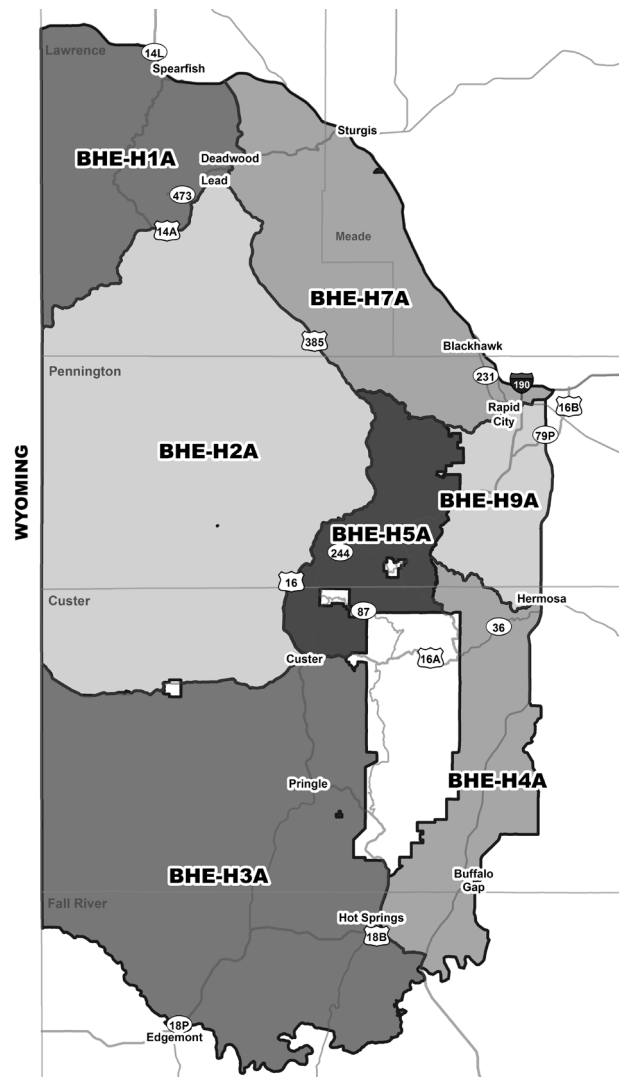 Lawrence
14L
Spearfish
Sturgis
BHE-H1A
Deadwood
Lead
473
14A
Meade
BHE-H7A
385
Blackhawk
Pennington
231
190
Rapid
City
16B
79P
WYOMING
BHE-H2A
BHE-H9A
BHE-H5A
244
16
Custer
87
Hermosa
36
Custer
16A
Pringle
BHE-H4A
BHE-H3A
Buffalo
Gap
Fall River
Hot Springs
18B
18P
Edgemont